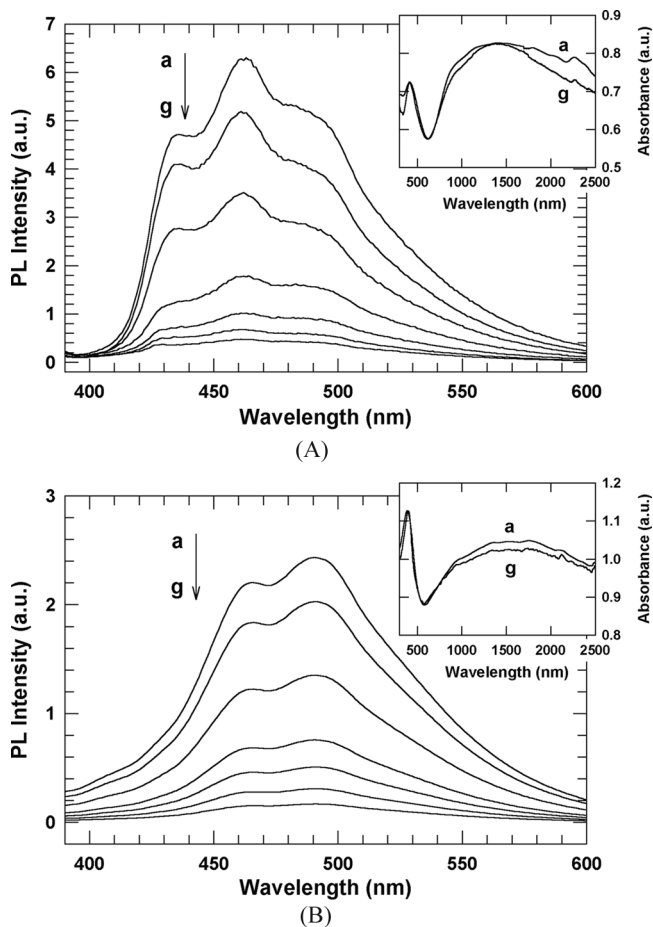 7
6
5
4
3
2
1
0
PL Intensity (a.u.)
a
g
400 450 500 550 600
Wavelength (nm)
0.9
0.8
0.7
0.6
0.5
Absorbance (a.u.)
a
g
500 1000 1500 2000 2500
Wavelength (nm)
(A)
3
2
1
0
PL Intensity (a.u.)
a
g
400 450 500 550 600
Wavelength (nm)
1.2
1.1
1.0
0.9
0.8
Absorbance (a.u.)
a
g
500 1000 1500 2000 2500
Wavelength (nm)
(B)